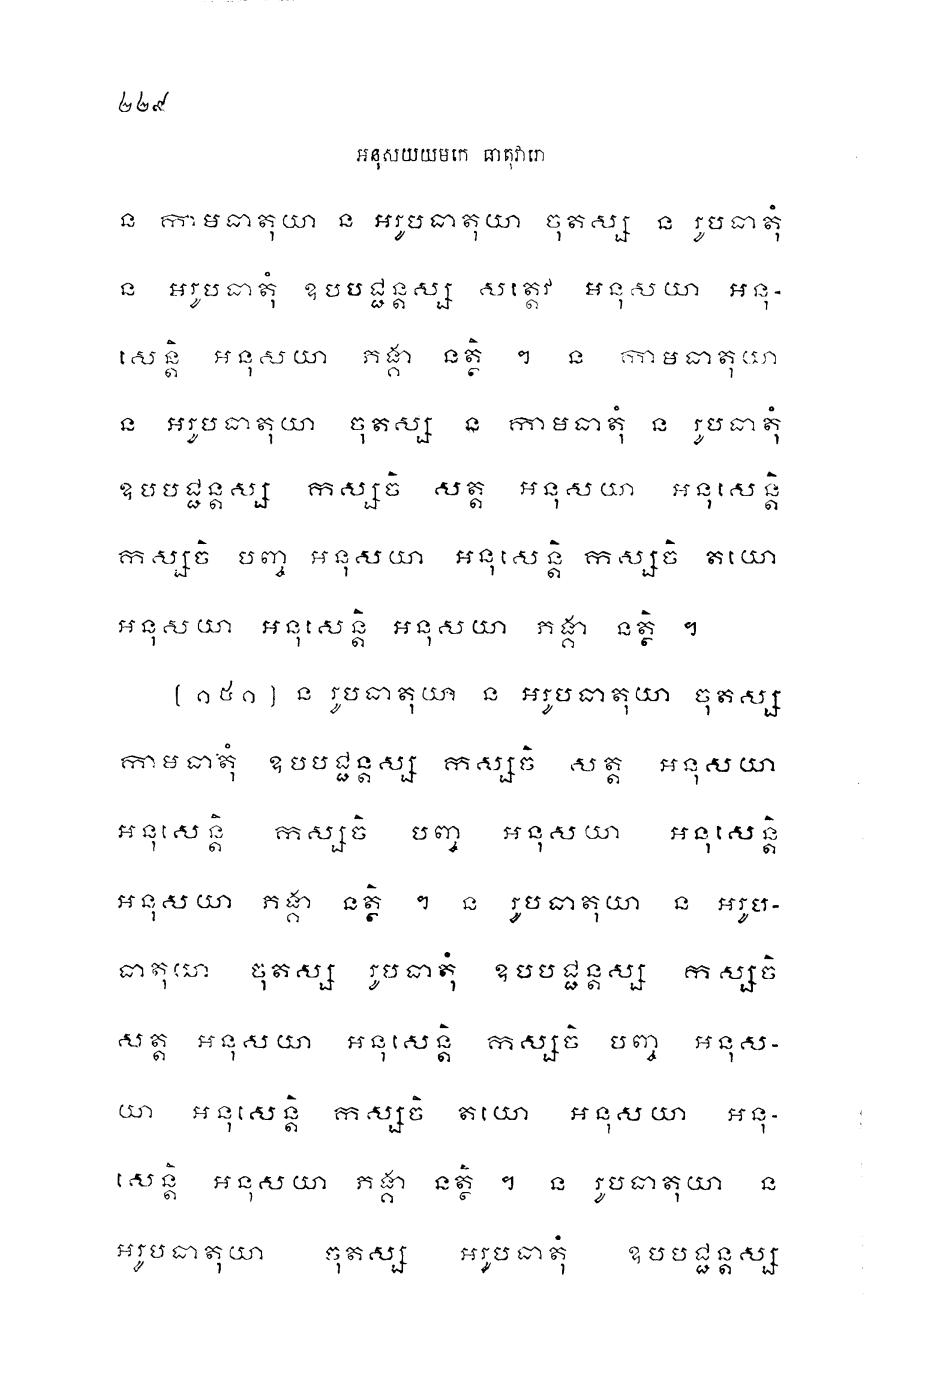 ២២៩
អនុសយយមកេ ធាតុវារោ
ន កាមធាតុយា ន អរូបធាតុយា ចុតស្ស ន រូបធាតុំ
ន អរូបធាតុំ ឧបបជ្ជន្តស្ស សត្តេវ អនុសយា អនុ-
សេន្តិ អនុសយា ភង្គា នត្ថិ ។ ន កាមធាតុយា
ន អរូបធាតុយា ចុតស្ស ន កាមធាតុំ ន រូបធាតុំ
ឧបបជ្ជន្តស្ស កស្សចិ សត្ត អនុសយា អនុសេន្តិ
កស្សចិ បញ្ច អនុសយា អនុសេន្តិ កស្សចិ តយោ
អនុសយា អនុសេន្តិ អនុសយា ភង្គា នត្ថិ ។
(១៥១) ន រូបធាតុយា ន អរូបធាតុយា ចុតស្ស
កាមធាតុំ ឧបបជ្ជន្តស្ស កស្សចិ សត្ត អនុសយា
អនុសេន្តិ កស្សចិ បញ្ច អនុសយា អនុសេន្តិ
អនុសយា ភង្គា នត្ថិ ។ ន រូបធាតុយា ន អរូប-
ធាតុយា ចុតស្ស រូបធាតុំ ឧបបជ្ជន្តស្ស កស្សចិ
សត្ត អនុសយា អនុសេន្តិ កស្សចិ បញ្ច អនុស-
យា អនុសេន្តិ កស្សចិ តយោ អនុសយា អនុ-
សេន្តិ អនុសយា ភង្គា នត្ថិ ។ ន រូបធាតុយា ន
អរូបធាតុយា ចុតស្ស អរូបធាតុំ ឧបបជ្ជន្តស្ស